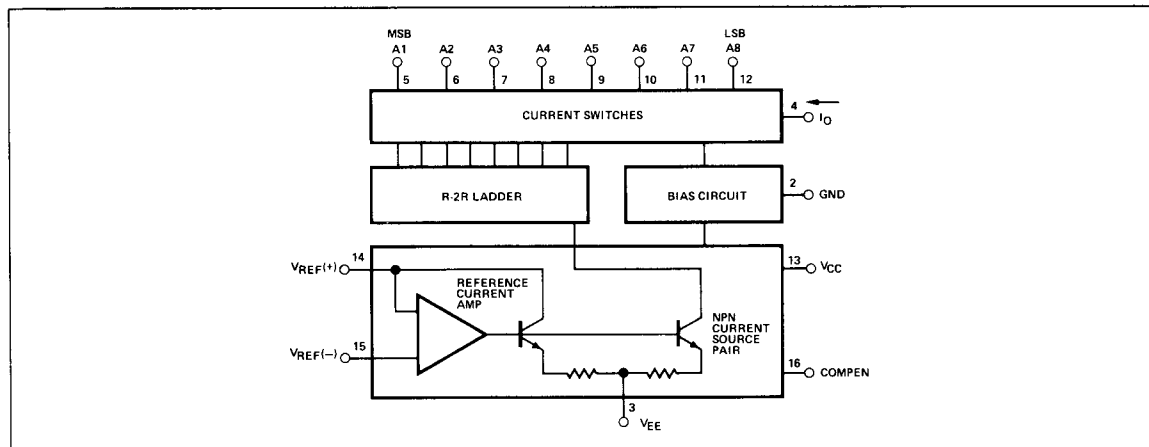 MSB LSB
A1 A2 A3 A4 A5 A6 A7 A8
5 6 7 8 9 10 11 12
CURRENT SWITCHES
4
IO
R-2R LADDER
BIAS CIRCUIT
2
GND
14
VREF(+)
13
VCC
REFERENCE
CURRENT
AMP
NPN
CURRENT
SOURCE
PAIR
15
VREF(−)
16
COMPEN
3
VEE